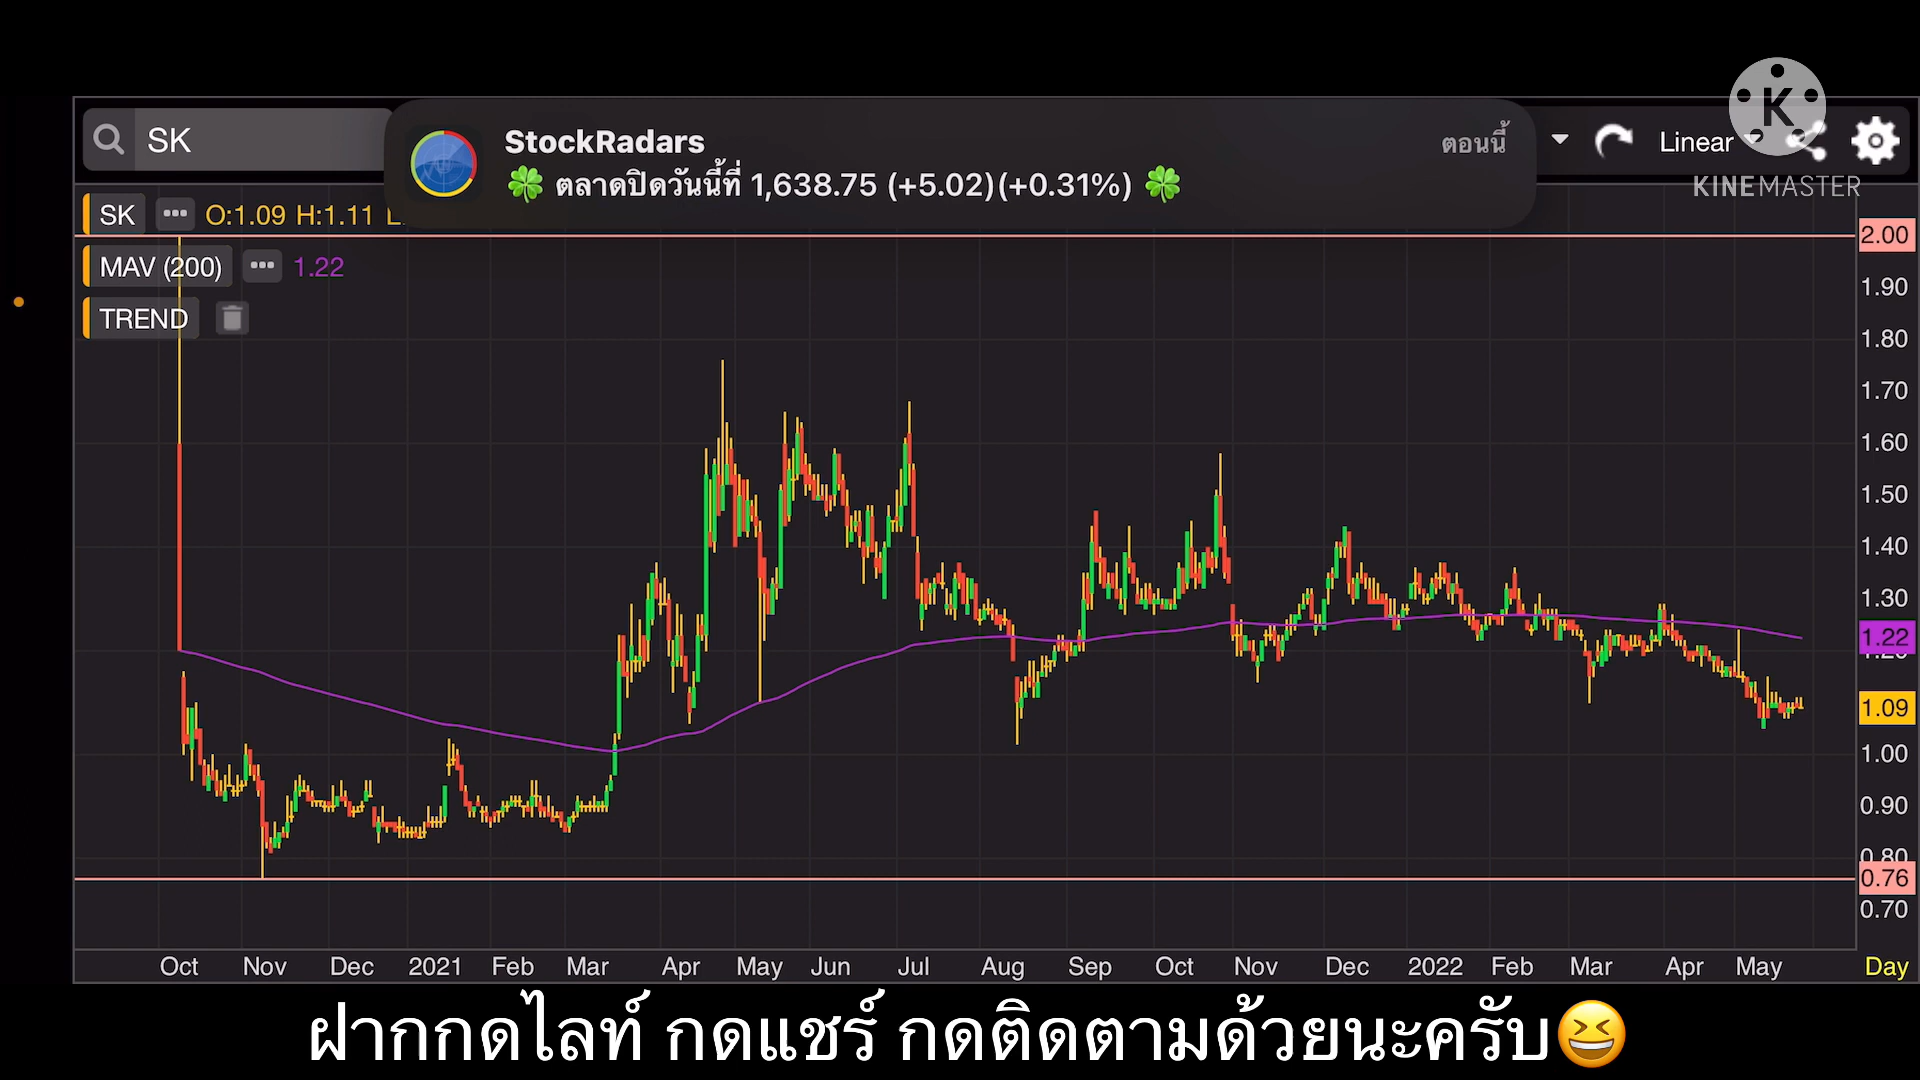 SK
StockRadars
ตอนนี้
🍀 ตลาดปิดวันนี้ที่ 1,638.75 (+5.02)(+0.31%) 🍀
Linear
K
KINEMASTER
SK ••• O:1.09 H:1.11
MAV (200) ••• 1.22
TREND
2.00
1.90
1.80
1.70
1.60
1.50
1.40
1.30
1.22
1.20
1.09
1.00
0.90
0.80
0.76
0.70
Oct Nov Dec 2021 Feb Mar Apr May Jun Jul Aug Sep Oct Nov Dec 2022 Feb Mar Apr May Day
ฝากกดไลท์ กดแชร์ กดติดตามด้วยนะครับ😆